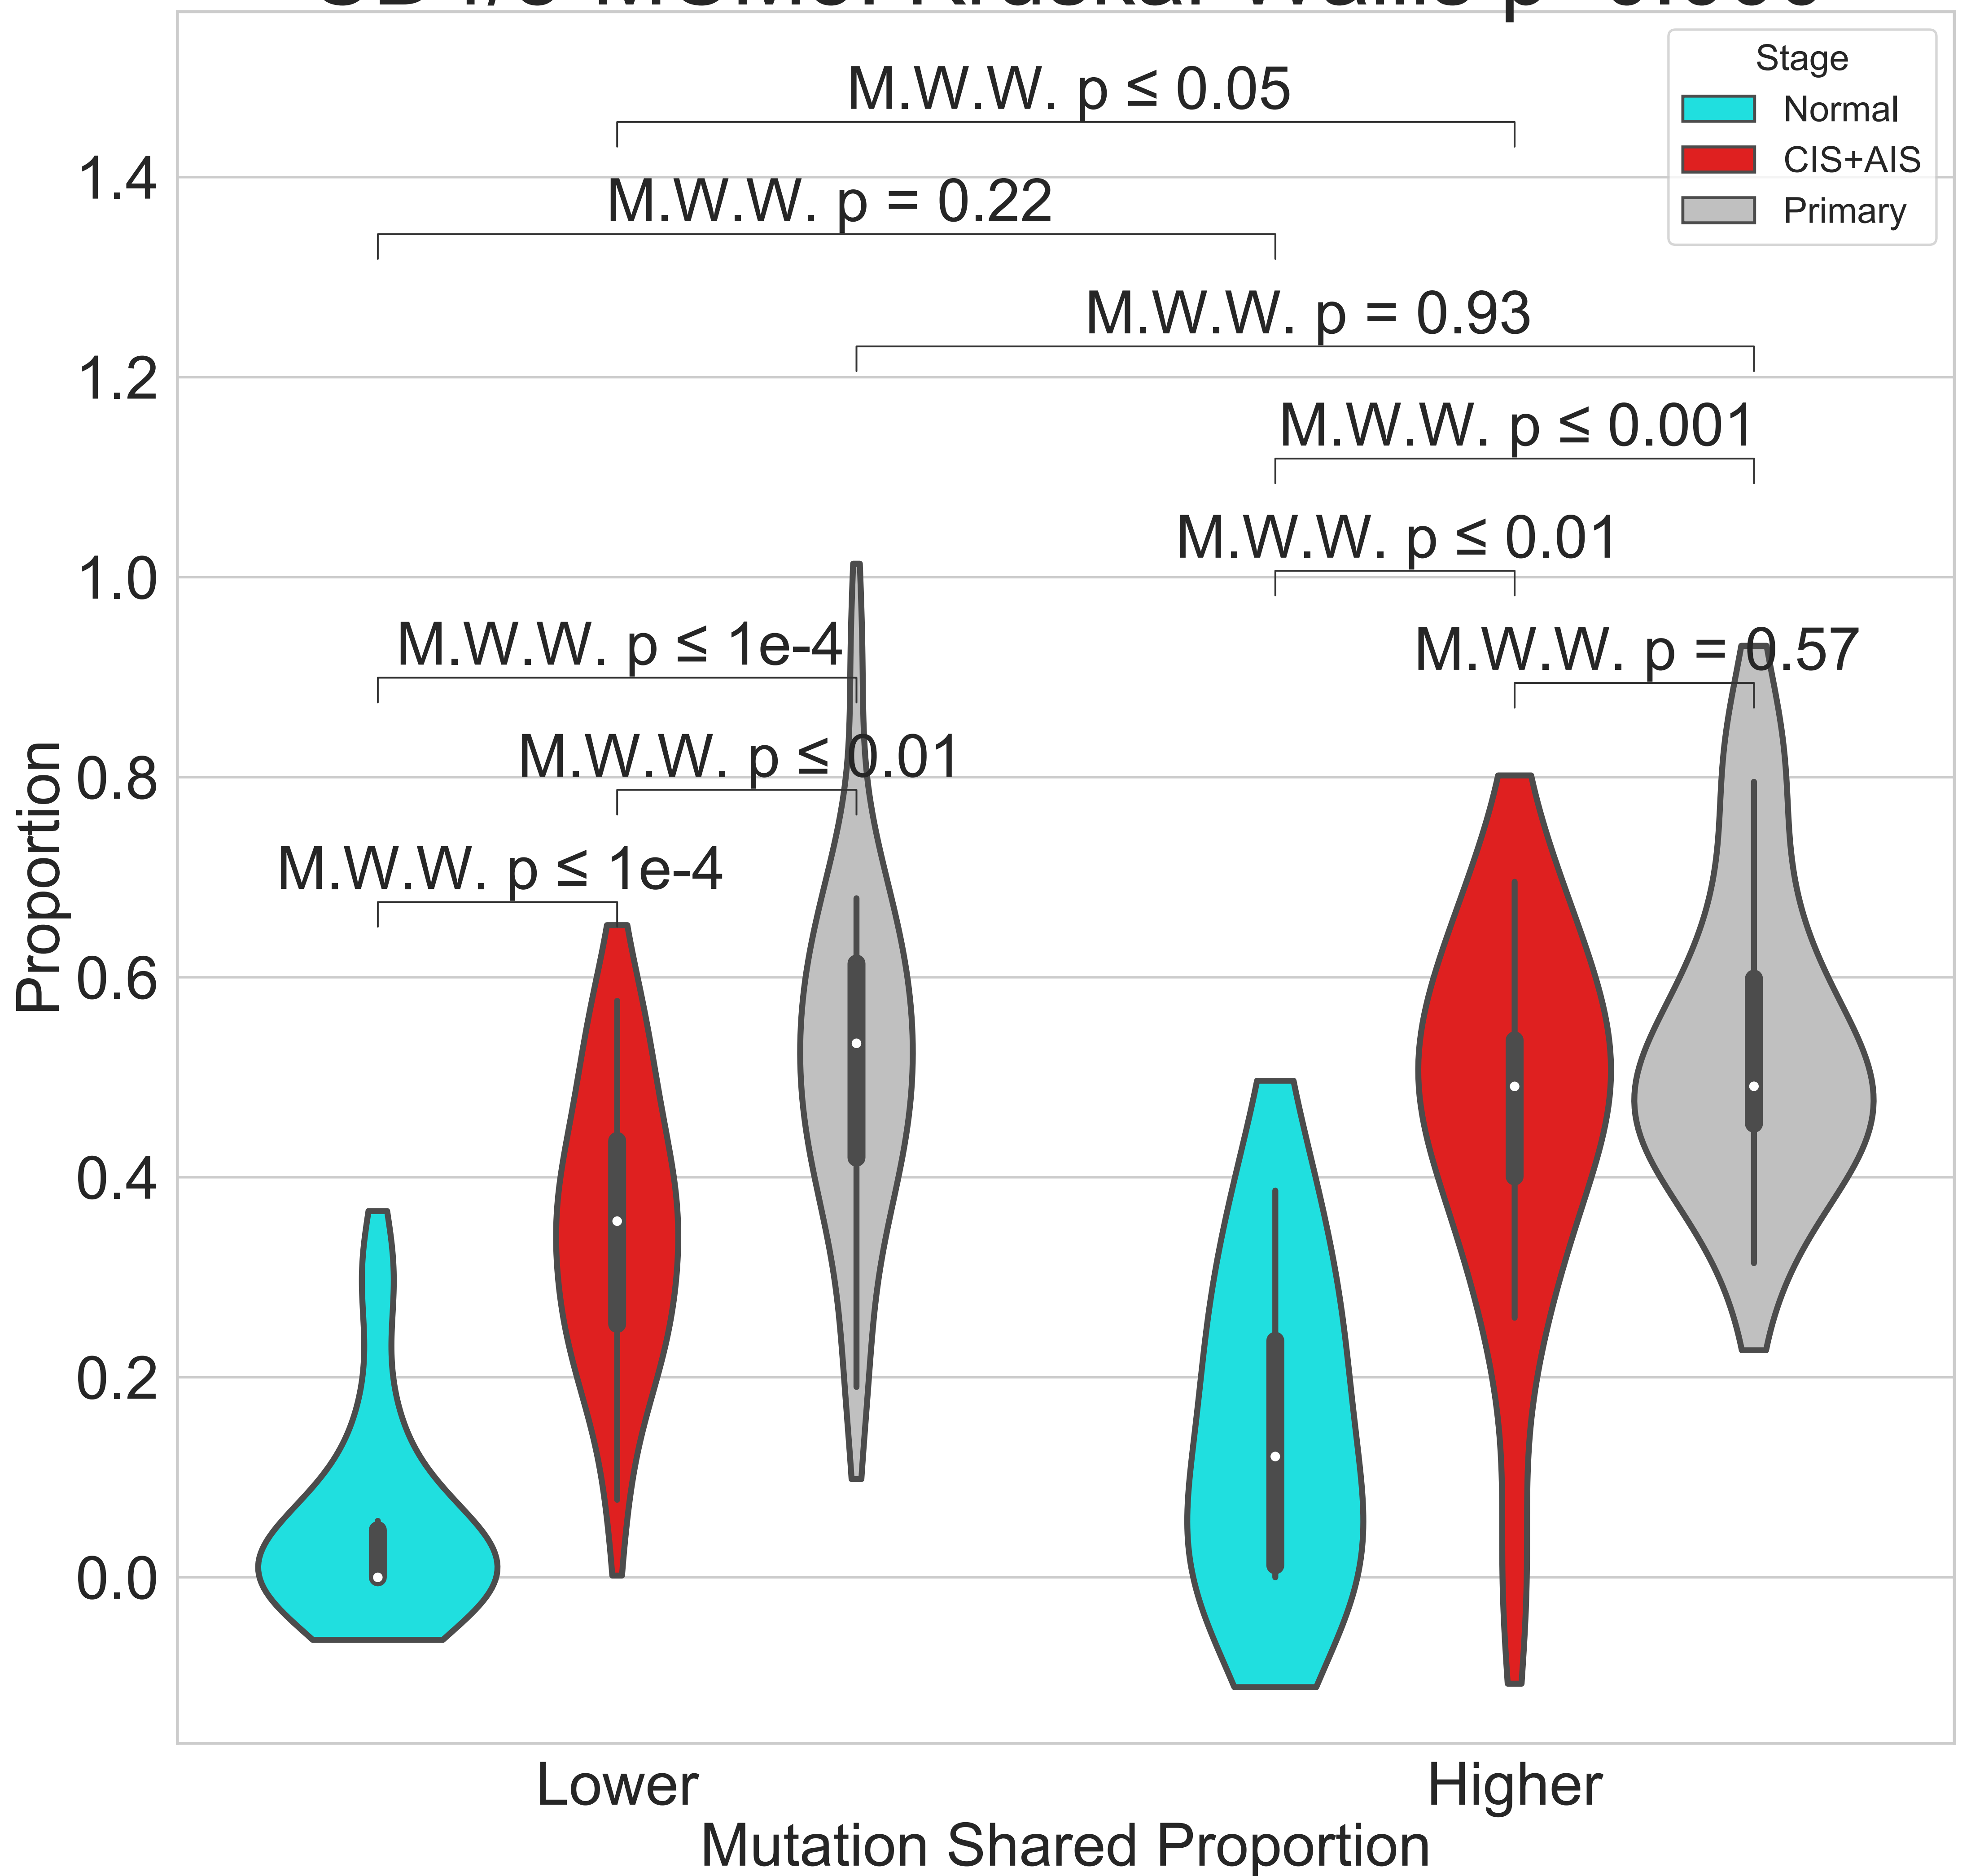 Stage
Normal
CIS+AIS
Primary
M.W.W. p ≤ 0.05
M.W.W. p = 0.22
M.W.W. p = 0.93
M.W.W. p ≤ 0.001
M.W.W. p ≤ 0.01
M.W.W. p ≤ 1e-4
M.W.W. p = 0.57
M.W.W. p ≤ 0.01
M.W.W. p ≤ 1e-4
1.4
1.2
1.0
0.8
0.6
0.4
0.2
0.0
Proportion
Lower
Higher
Mutation Shared Proportion